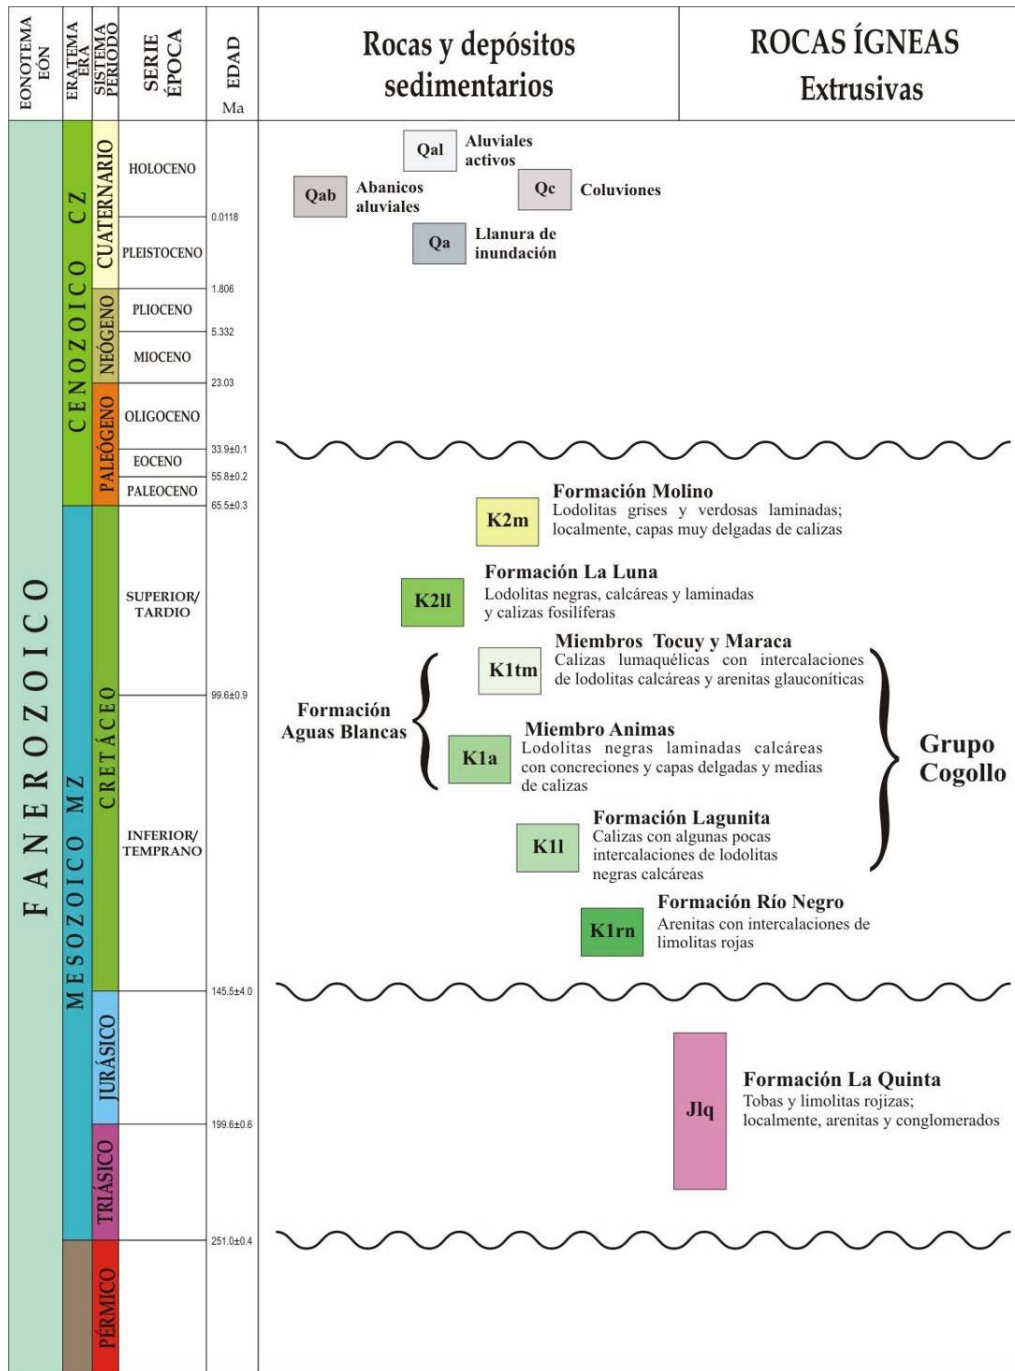 EONOTEMA
EÓN
ERATEMA
ERA
SISTEMA
PERÍODO
SERIE
ÉPOCA
EDAD
Ma
Rocas y depósitos
sedimentarios
ROCAS ÍGNEAS
Extrusivas
FANEROZOICO
CENOZOICO CZ
MESOZOICO MZ
CUATERNARIO
NEÓGENO
PALEÓGENO
CRETÁCEO
JURÁSICO
TRIÁSICO
PÉRMICO
HOLOCENO
PLEISTOCENO
PLIOCENO
MIOCENO
OLIGOCENO
EOCENO
PALEOCENO
SUPERIOR/
TARDIO
INFERIOR/
TEMPRANO
0.0118
1.806
5.332
23.03
33.9±0.1
55.8±0.2
65.5±0.3
99.6±0.9
145.5±4.0
199.6±0.6
251.0±0.4
Qal
Aluviales
activos
Qab
Abanicos
aluviales
Qc
Coluviones
Qa
Llanura de
inundación
K2m
Formación Molino
Lodolitas grises y verdosas laminadas;
localmente, capas muy delgadas de calizas
K2ll
Formación La Luna
Lodolitas negras, calcáreas y laminadas
y calizas fosilíferas
Formación
Aguas Blancas
K1tm
Miembros Tocuy y Maraca
Calizas lumaquélicas con intercalaciones
de lodolitas calcáreas y arenitas glauconíticas
K1a
Miembro Animas
Lodolitas negras laminadas calcáreas
con concreciones y capas delgadas y medias
de calizas
Grupo
Cogollo
K1l
Formación Lagunita
Calizas con algunas pocas
intercalaciones de lodolitas
negras calcáreas
K1rn
Formación Río Negro
Arenitas con intercalaciones de
limolitas rojas
Jlq
Formación La Quinta
Tobas y limolitas rojizas;
localmente, arenitas y conglomerados